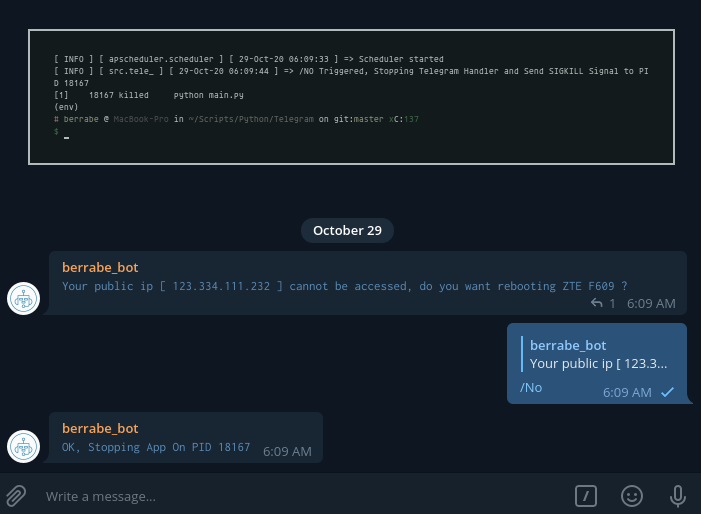 [ INFO ] [ apscheduler.scheduler ] [ 29-Oct-20 06:09:33 ] => Scheduler started
[ INFO ] [ src.tele_ ] [ 29-Oct-20 06:09:44 ] => /NO Triggered, Stopping Telegram Handler and Send SIGKILL Signal to PI
D 18167
[1]    18167 killed     python main.py
(env)
# berrabe @ MacBook-Pro in ~/Scripts/Python/Telegram on git:master xC:137
$ _
October 29
berrabe_bot
Your public ip [ 123.334.111.232 ] cannot be accessed, do you want rebooting ZTE F609 ?
1 6:09 AM
berrabe_bot
Your public ip [ 123.3...
/No 6:09 AM
berrabe_bot
OK, Stopping App On PID 18167 6:09 AM
Write a message...
/